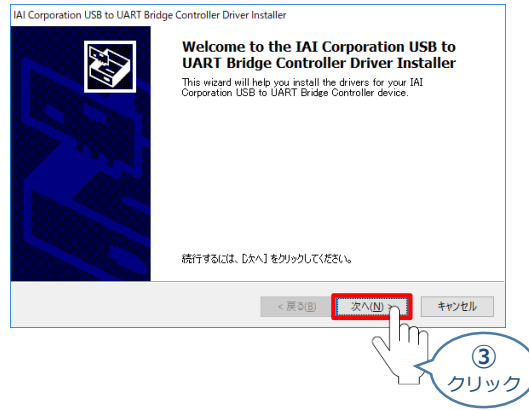 IAI Corporation USB to UART Bridge Controller Driver Installer
Welcome to the IAI Corporation USB to
UART Bridge Controller Driver Installer
This wizard will help you install the drivers for your IAI
Corporation USB to UART Bridge Controller device.
続行するには、[次へ] をクリックしてください。
< 戻る(B)
次へ(N) >
キャンセル
③
クリック